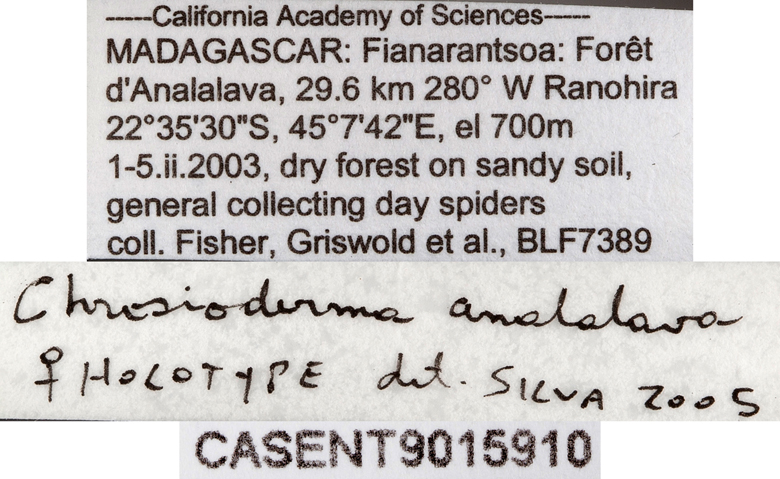 -----California Academy of Sciences-----
MADAGASCAR: Fianarantsoa: Forêt
d'Analalava, 29.6 km 280° W Ranohira
22°35'30"S, 45°7'42"E, el 700m
1-5.ii.2003, dry forest on sandy soil,
general collecting day spiders
coll. Fisher, Griswold et al., BLF7389
Chrosioderma analalava
♀ HOLOTYPE det. SILVA 2005
CASENT9015910